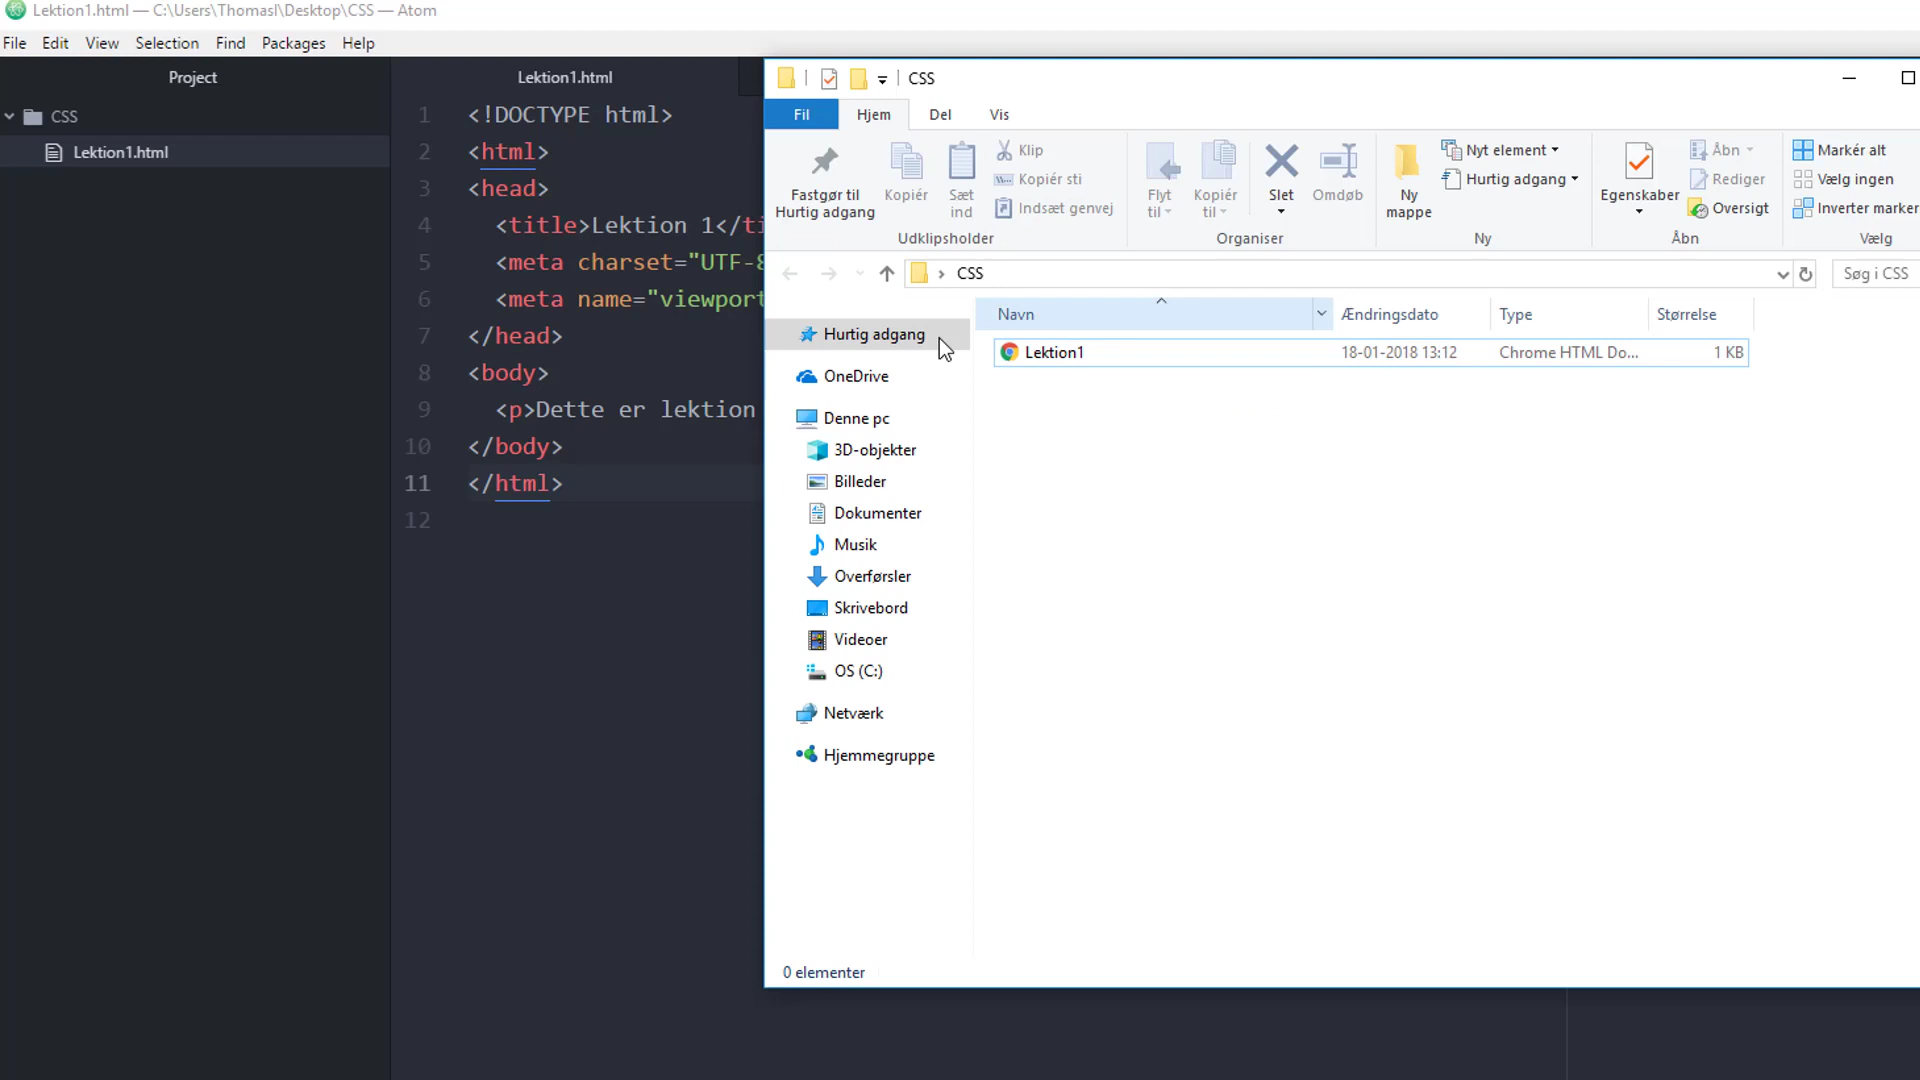 Lektion1.html — C:\Users\Thomasl\Desktop\CSS — Atom
File Edit View Selection Find Packages Help
Project
CSS
Lektion1.html
Lektion1.html
1 <!DOCTYPE html>
2 <html>
3 <head>
4 <title>Lektion 1</ti
5 <meta charset="UTF-8
6 <meta name="viewport
7 </head>
8 <body>
9 <p>Dette er lektion
10 </body>
11 </html>
12
CSS
Fil Hjem Del Vis
Fastgør til
Hurtig adgang
Kopiér
Sæt
ind
Klip
Kopiér sti
Indsæt genvej
Udklipsholder
Flyt
til
Kopiér
til
Slet
Omdøb
Organiser
Ny
mappe
Nyt element
Hurtig adgang
Ny
Egenskaber
Åbn
Rediger
Oversigt
Åbn
Markér alt
Vælg ingen
Inverter marker
Vælg
CSS
Søg i CSS
Hurtig adgang
OneDrive
Denne pc
3D-objekter
Billeder
Dokumenter
Musik
Overførsler
Skrivebord
Videoer
OS (C:)
Netværk
Hjemmegruppe
Navn Ændringsdato Type Størrelse
Lektion1 18-01-2018 13:12 Chrome HTML Do... 1 KB
0 elementer